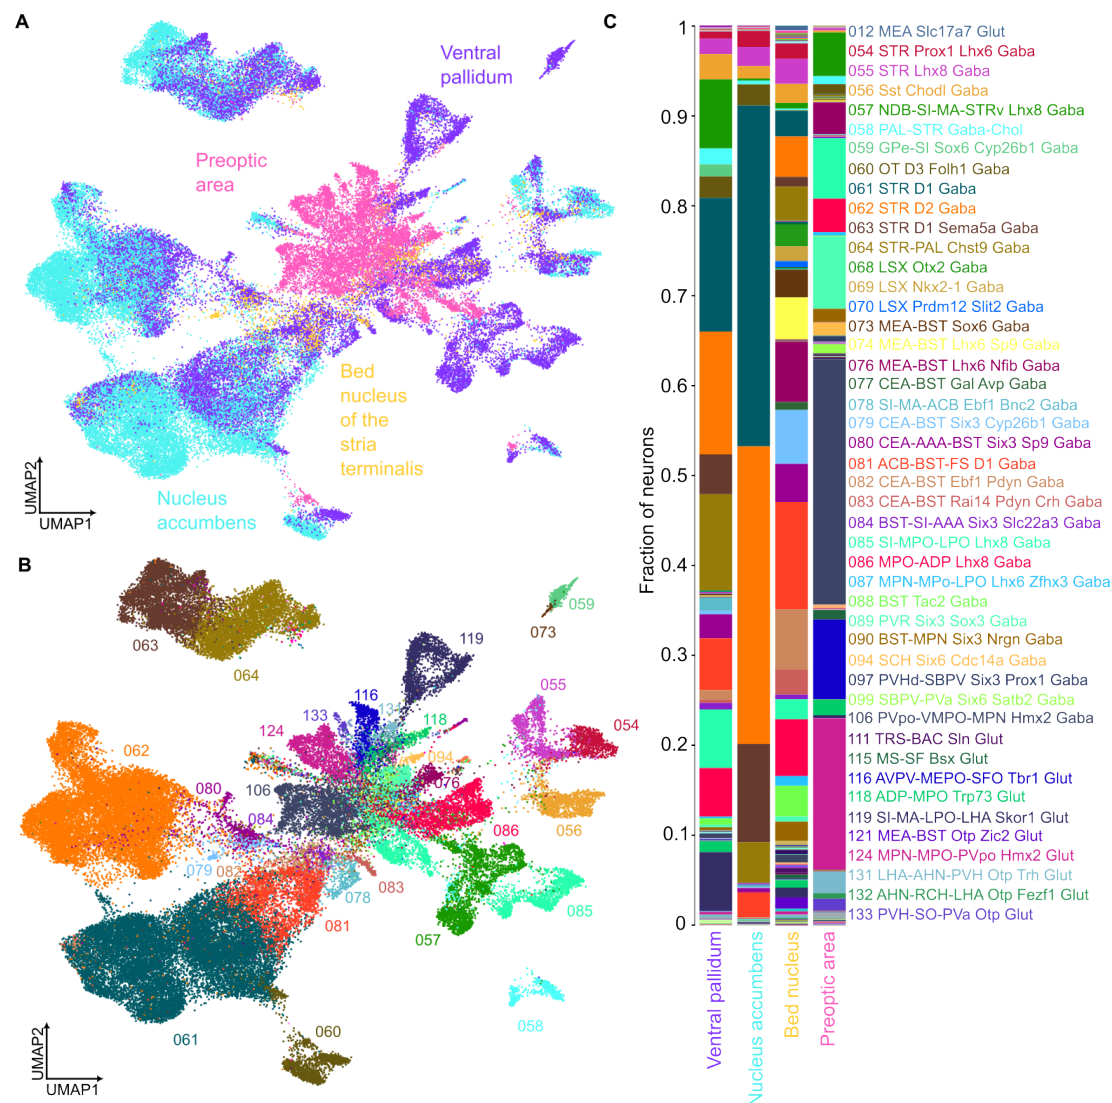 A
Ventral
pallidum
Preoptic
area
Bed
nucleus
of the
stria
terminalis
Nucleus
accumbens
UMAP2
UMAP1
B
063
064
059
073
119
055
054
116
131
133
118
124
094
076
062
080
106
084
056
086
079
082
083
078
085
081
057
058
061
060
UMAP2
UMAP1
C
Fraction of neurons
1
0.9
0.8
0.7
0.6
0.5
0.4
0.3
0.2
0.1
0
Ventral pallidum
Nucleus accumbens
Bed nucleus
Preoptic area
012 MEA Slc17a7 Glut
054 STR Prox1 Lhx6 Gaba
055 STR Lhx8 Gaba
056 Sst Chodl Gaba
057 NDB-SI-MA-STRv Lhx8 Gaba
058 PAL-STR Gaba-Chol
059 GPe-SI Sox6 Cyp26b1 Gaba
060 OT D3 Folh1 Gaba
061 STR D1 Gaba
062 STR D2 Gaba
063 STR D1 Sema5a Gaba
064 STR-PAL Chst9 Gaba
068 LSX Otx2 Gaba
069 LSX Nkx2-1 Gaba
070 LSX Prdm12 Slit2 Gaba
073 MEA-BST Sox6 Gaba
074 MEA-BST Lhx6 Sp9 Gaba
076 MEA-BST Lhx6 Nfib Gaba
077 CEA-BST Gal Avp Gaba
078 SI-MA-ACB Ebf1 Bnc2 Gaba
079 CEA-BST Six3 Cyp26b1 Gaba
080 CEA-AAA-BST Six3 Sp9 Gaba
081 ACB-BST-FS D1 Gaba
082 CEA-BST Ebf1 Pdyn Gaba
083 CEA-BST Rai14 Pdyn Crh Gaba
084 BST-SI-AAA Six3 Slc22a3 Gaba
085 SI-MPO-LPO Lhx8 Gaba
086 MPO-ADP Lhx8 Gaba
087 MPN-MPo-LPO Lhx6 Zfhx3 Gaba
088 BST Tac2 Gaba
089 PVR Six3 Sox3 Gaba
090 BST-MPN Six3 Nrgn Gaba
094 SCH Six6 Cdc14a Gaba
097 PVHd-SBPV Six3 Prox1 Gaba
099 SBPV-PVa Six6 Satb2 Gaba
106 PVpo-VMPO-MPN Hmx2 Gaba
111 TRS-BAC Sln Glut
115 MS-SF Bsx Glut
116 AVPV-MEPO-SFO Tbr1 Glut
118 ADP-MPO Trp73 Glut
119 SI-MA-LPO-LHA Skor1 Glut
121 MEA-BST Otp Zic2 Glut
124 MPN-MPO-PVpo Hmx2 Glut
131 LHA-AHN-PVH Otp Trh Glut
132 AHN-RCH-LHA Otp Fezf1 Glut
133 PVH-SO-PVa Otp Glut